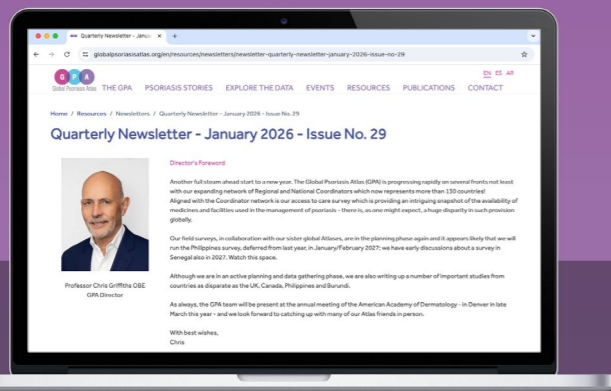 Quarterly Newsletter - Janua
globalpsoriasisatlas.org/en/resources/newsletters/newsletter-quarterly-newsletter-january-2026-issue-no-29
EN ES AR
G P A
Global Psoriasis Atlas
THE GPA PSORIASIS STORIES EXPLORE THE DATA EVENTS RESOURCES PUBLICATIONS CONTACT
Home / Resources / Newsletters / Quarterly Newsletter - January 2026 - Issue No. 29
Quarterly Newsletter - January 2026 - Issue No. 29
Director's Foreword
Another full steam ahead start to a new year. The Global Psoriasis Atlas (GPA) is progressing rapidly on several fronts not least
with our expanding network of Regional and National Coordinators which now represents more than 130 countries!
Aligned with the Coordinator network is our access to care survey which is providing an intriguing snapshot of the availability of
medicines and facilities used in the management of psoriasis - there is, as one might expect, a huge disparity in such provision
globally.
Our field surveys, in collaboration with our sister global Atlases, are in the planning phase again and it appears likely that we will
run the Philippines survey, deferred from last year, in January/February 2027; we have early discussions about a survey in
Senegal also in 2027. Watch this space.
Although we are in an active planning and data gathering phase, we are also writing up a number of important studies from
countries as disparate as the UK, Canada, Philippines and Burundi.
As always, the GPA team will be present at the annual meeting of the American Academy of Dermatology - in Denver in late
March this year - and we look forward to catching up with many of our Atlas friends in person.
With best wishes,
Chris
Professor Chris Griffiths OBE
GPA Director